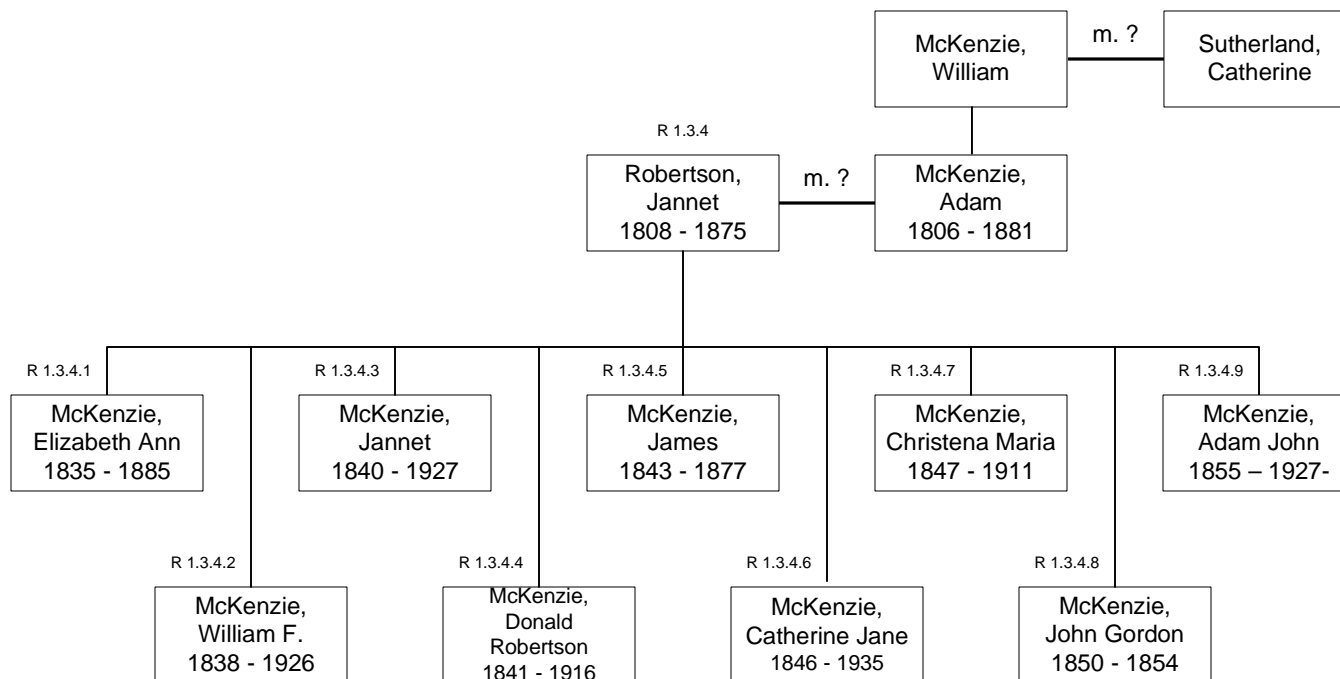 McKenzie,
William
m. ?
Sutherland,
Catherine
R 1.3.4
Robertson,
Jannet
1808 - 1875
m. ?
McKenzie,
Adam
1806 - 1881
R 1.3.4.1
McKenzie,
Elizabeth Ann
1835 - 1885
R 1.3.4.3
McKenzie,
Jannet
1840 - 1927
R 1.3.4.5
McKenzie,
James
1843 - 1877
R 1.3.4.7
McKenzie,
Christena Maria
1847 - 1911
R 1.3.4.9
McKenzie,
Adam John
1855 – 1927-
R 1.3.4.2
McKenzie,
William F.
1838 - 1926
R 1.3.4.4
McKenzie,
Donald
Robertson
1841 - 1916
R 1.3.4.6
McKenzie,
Catherine Jane
1846 - 1935
R 1.3.4.8
McKenzie,
John Gordon
1850 - 1854